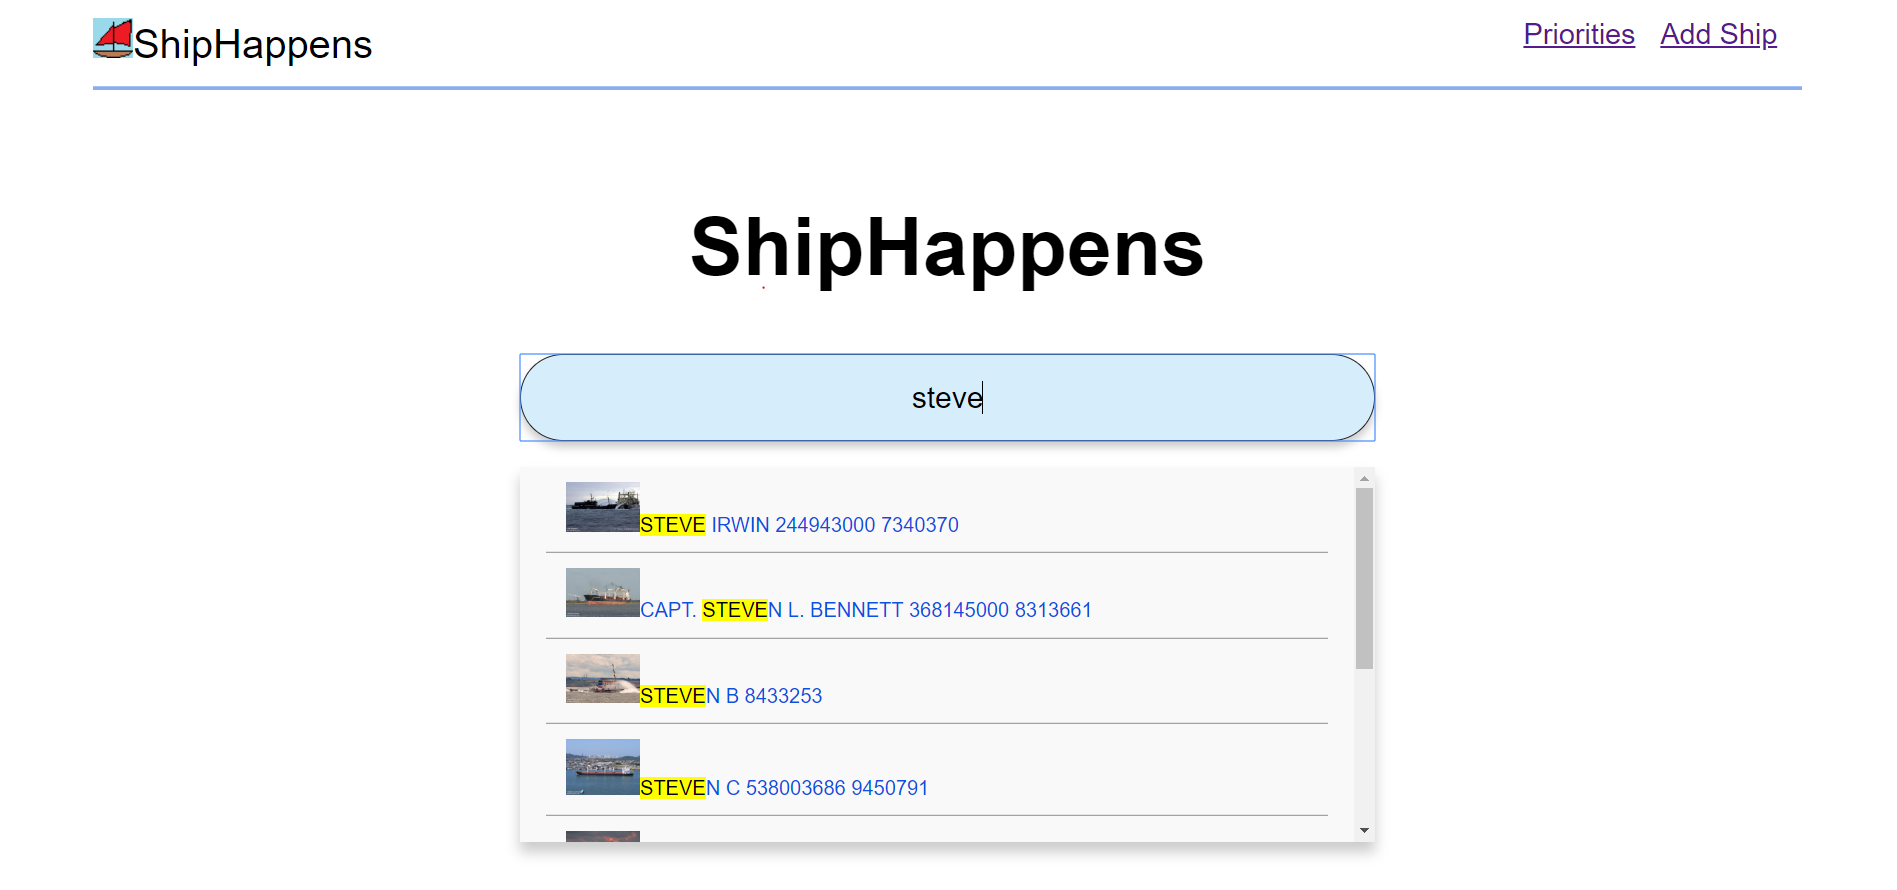 ShipHappens
Priorities Add Ship
ShipHappens
steve
STEVE IRWIN 244943000 7340370
CAPT. STEVEN L. BENNETT 368145000 8313661
STEVEN B 8433253
STEVEN C 538003686 9450791